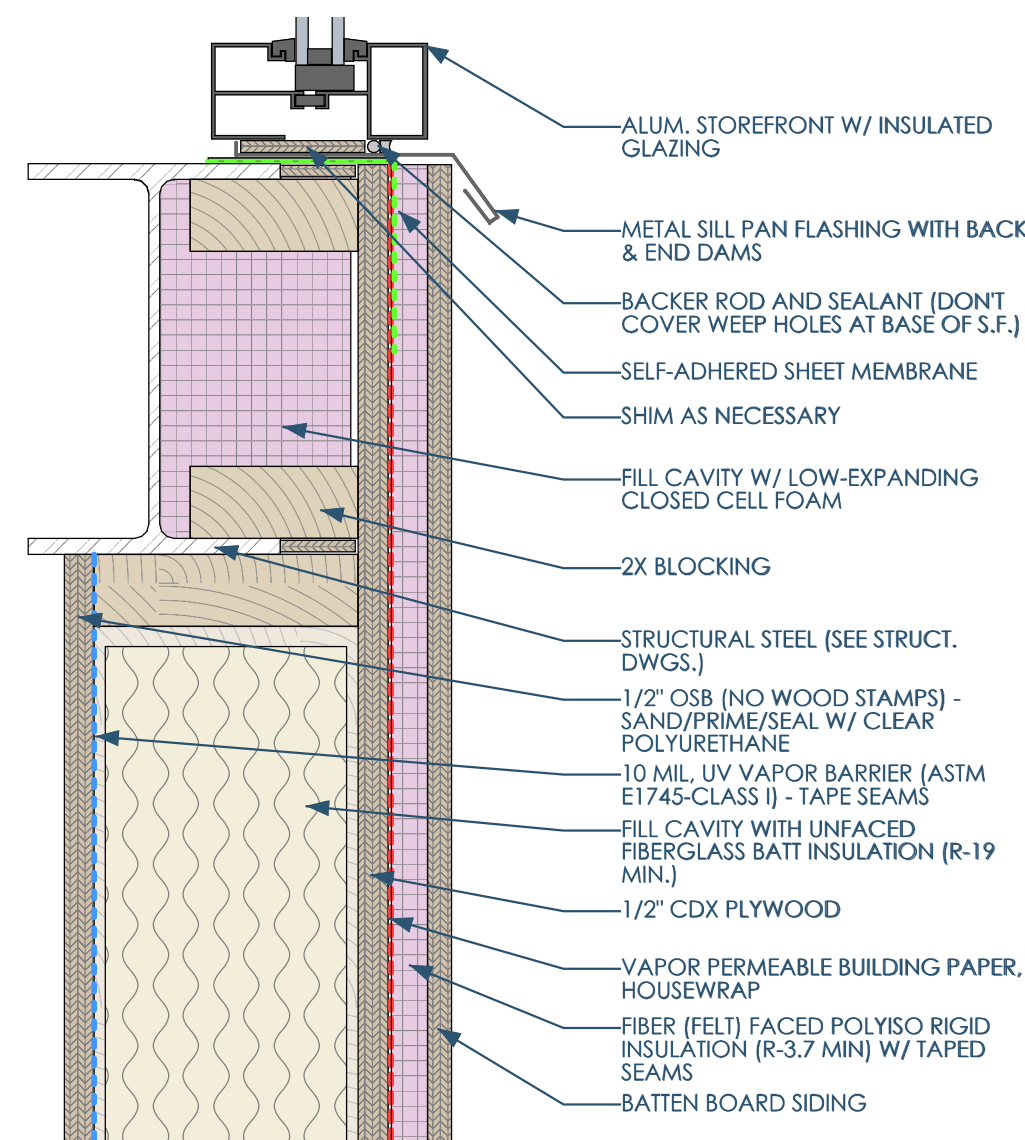 ALUM. STOREFRONT W/ INSULATED
GLAZING
METAL SILL PAN FLASHING WITH BACK
& END DAMS
BACKER ROD AND SEALANT (DON'T
COVER WEEP HOLES AT BASE OF S.F.)
SELF-ADHERED SHEET MEMBRANE
SHIM AS NECESSARY
FILL CAVITY W/ LOW-EXPANDING
CLOSED CELL FOAM
2X BLOCKING
STRUCTURAL STEEL (SEE STRUCT.
DWGS.)
1/2" OSB (NO WOOD STAMPS) -
SAND/PRIME/SEAL W/ CLEAR
POLYURETHANE
10 MIL, UV VAPOR BARRIER (ASTM
E1745-CLASS I) - TAPE SEAMS
FILL CAVITY WITH UNFACED
FIBERGLASS BATT INSULATION (R-19
MIN.)
1/2" CDX PLYWOOD
VAPOR PERMEABLE BUILDING PAPER,
HOUSEWRAP
FIBER (FELT) FACED POLYISO RIGID
INSULATION (R-3.7 MIN) W/ TAPED
SEAMS
BATTEN BOARD SIDING